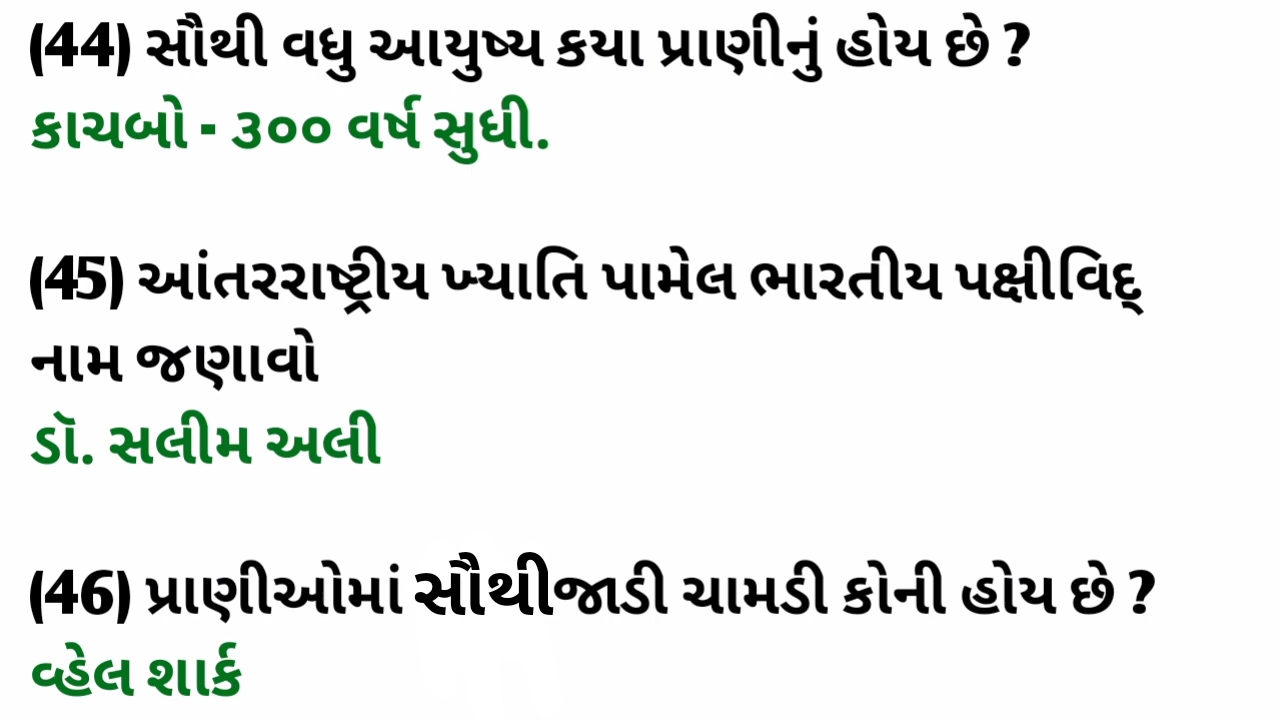 (44) સૌથી વધુ આયુષ્ય કયા પ્રાણીનું હોય છે ?
કાચબો - ૩૦૦ વર્ષ સુધી.
(45) આંતરરાષ્ટ્રીય ખ્યાતિ પામેલ ભારતીય પક્ષીવિદ્
નામ જણાવો
ડૉ. સલીમ અલી
(46) પ્રાણીઓમાં સૌથીજાડી ચામડી કોની હોય છે ?
વ્હેલ શાર્ક